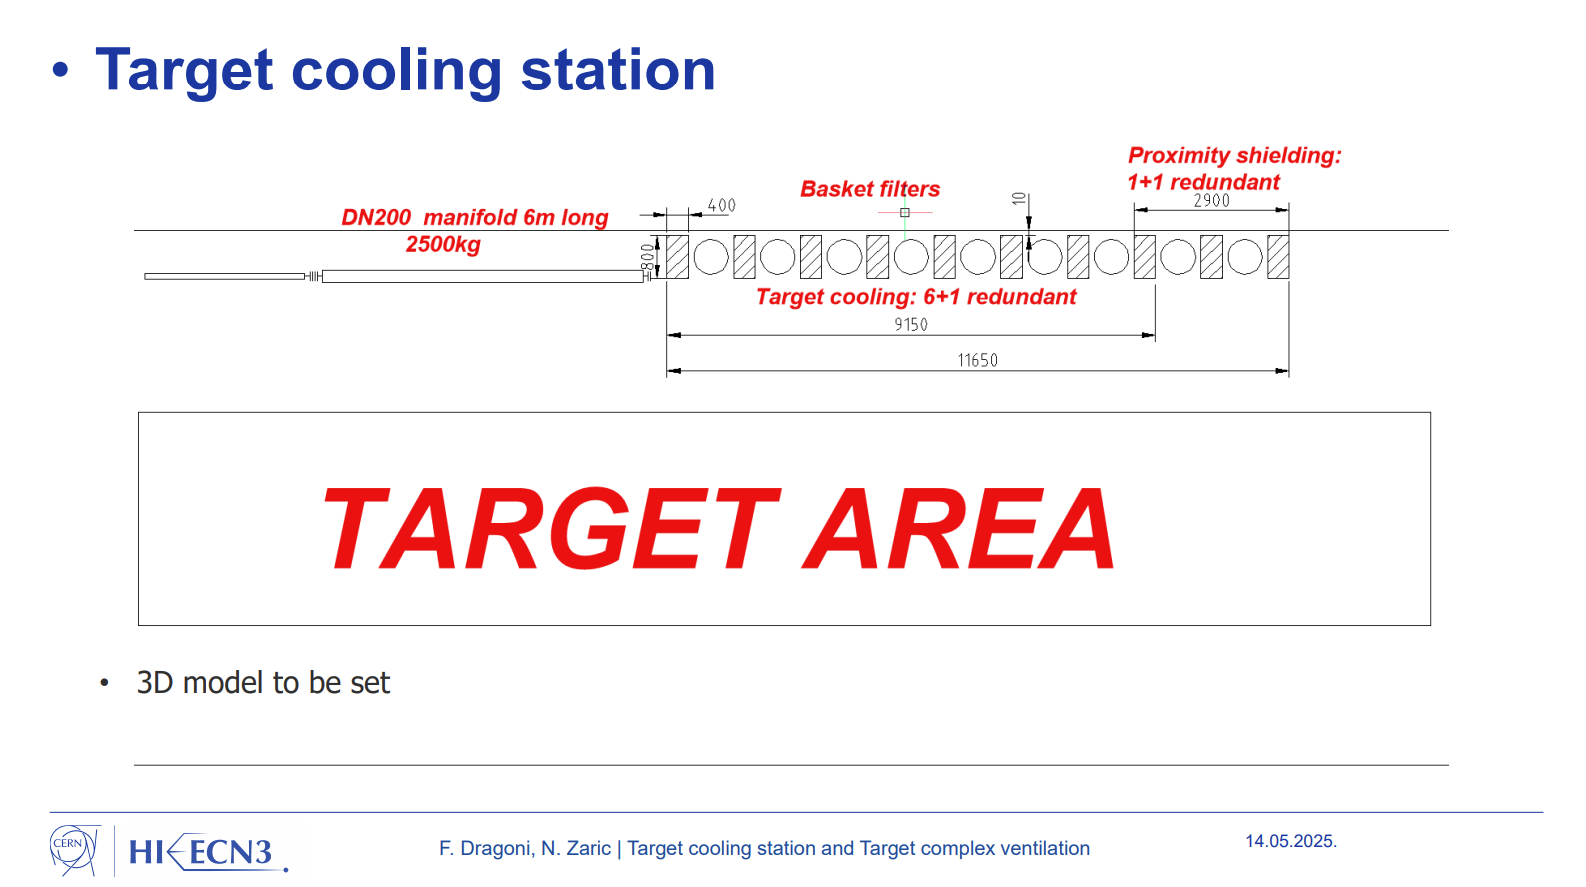 • Target cooling station
Proximity shielding:
1+1 redundant
Basket filters
DN200 manifold 6m long
2500kg
400
10
2900
800
Target cooling: 6+1 redundant
9150
11650
TARGET AREA
• 3D model to be set
CERN
HI ECN3
F. Dragoni, N. Zaric | Target cooling station and Target complex ventilation
14.05.2025.